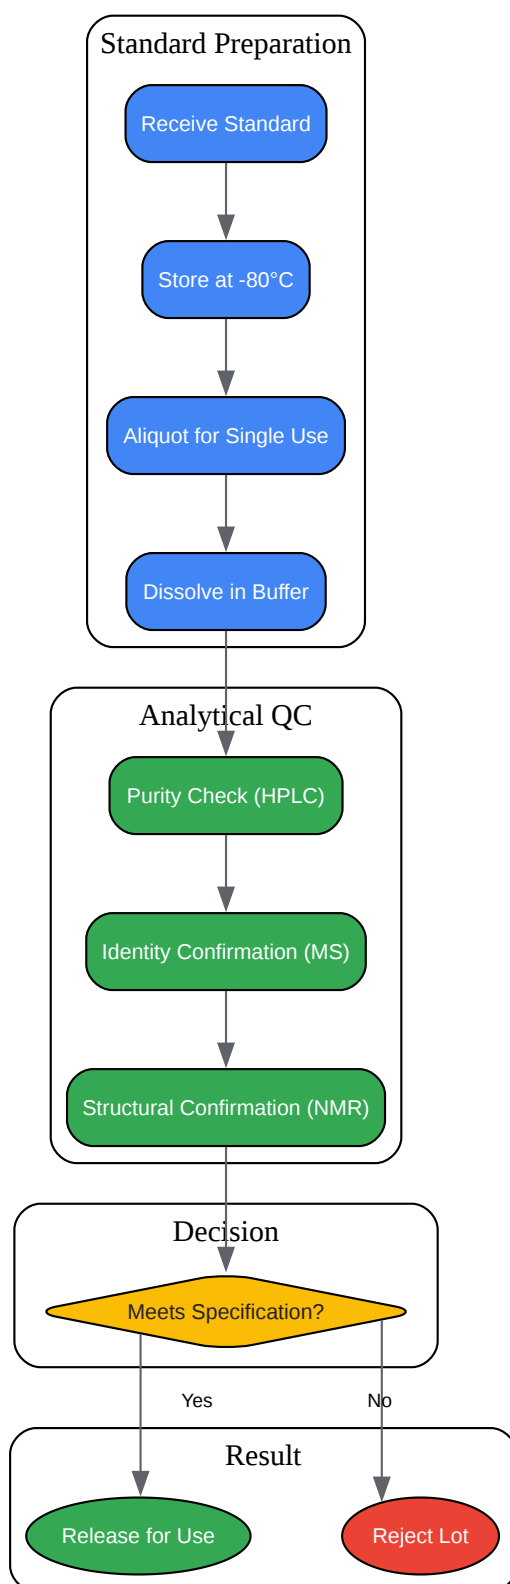 Standard Preparation
Receive Standard
Store at -80°C
Aliquot for Single Use
Dissolve in Buffer
Analytical QC
Purity Check (HPLC)
Identity Confirmation (MS)
Structural Confirmation (NMR)
Decision
Meets Specification?
Yes
No
Result
Release for Use
Reject Lot